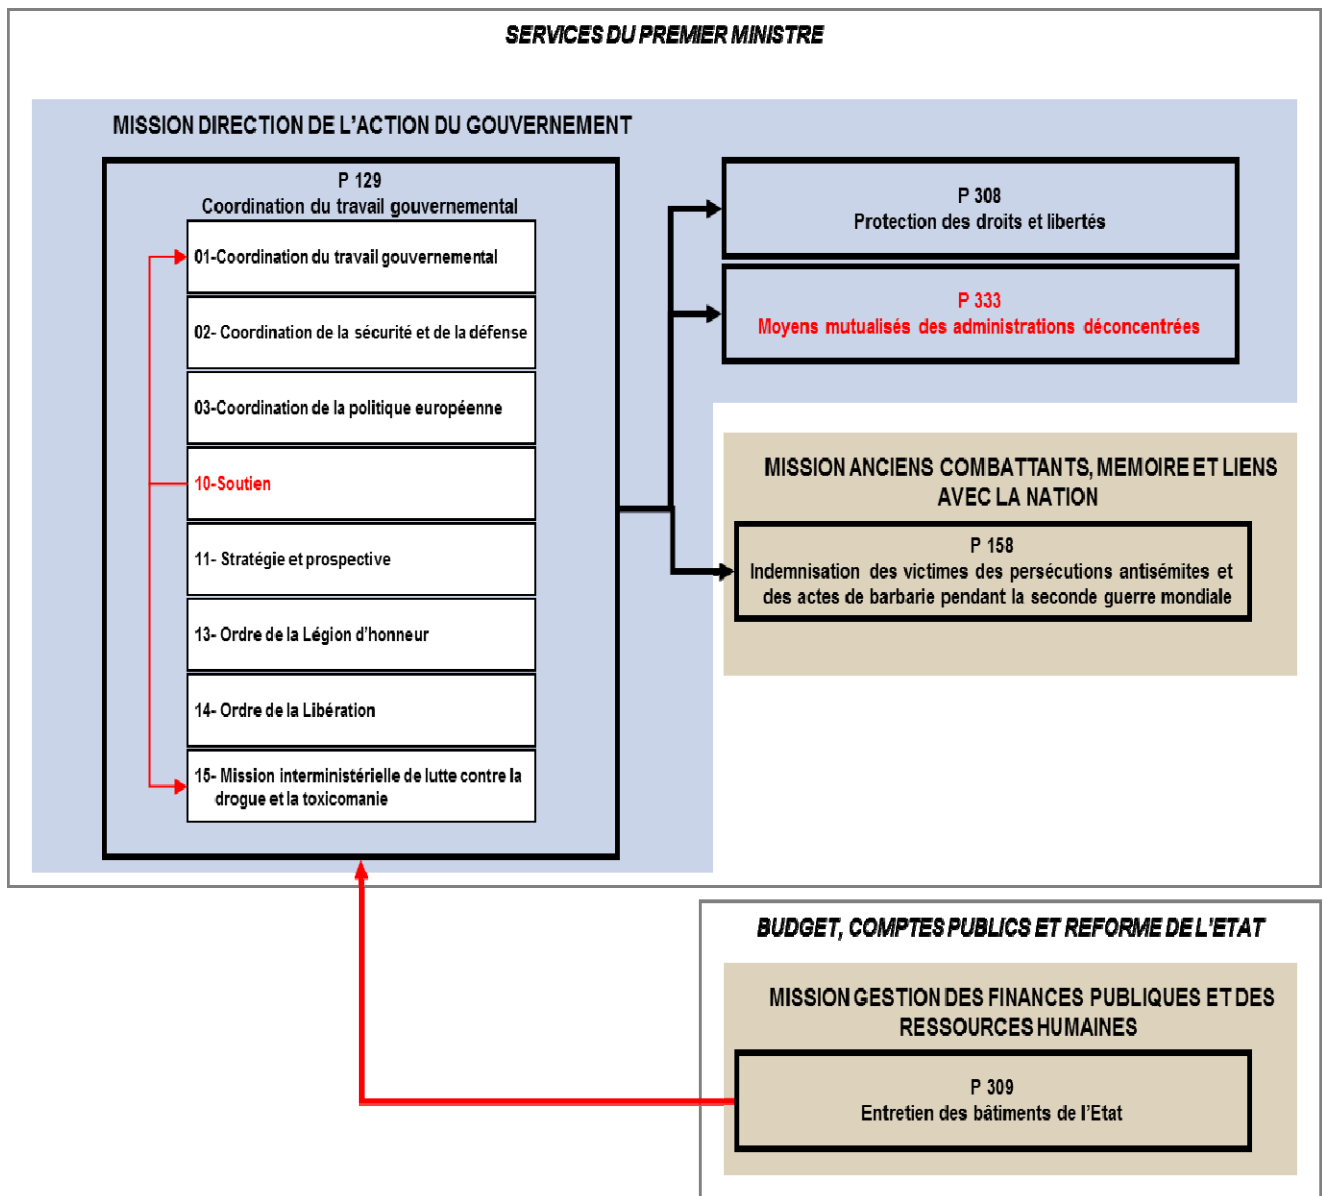 SERVICES DU PREMIER MINISTRE
MISSION DIRECTION DE L'ACTION DU GOUVERNEMENT
P 129
Coordination du travail gouvernemental
01-Coordination du travail gouvernemental
02- Coordination de la sécurité et de la défense
03-Coordination de la politique européenne
10-Soutien
11- Stratégie et prospective
13- Ordre de la Légion d'honneur
14- Ordre de la Libération
15- Mission interministérielle de lutte contre la
drogue et la toxicomanie
P 308
Protection des droits et libertés
P 333
Moyens mutualisés des administrations déconcentrées
MISSION ANCIENS COMBATTANTS, MEMOIRE ET LIENS
AVEC LA NATION
P 158
Indemnisation des victimes des persécutions antisémites et
des actes de barbarie pendant la seconde guerre mondiale
BUDGET, COMPTES PUBLICS ET REFORME DE L'ETAT
MISSION GESTION DES FINANCES PUBLIQUES ET DES
RESSOURCES HUMAINES
P 309
Entretien des bâtiments de l'Etat